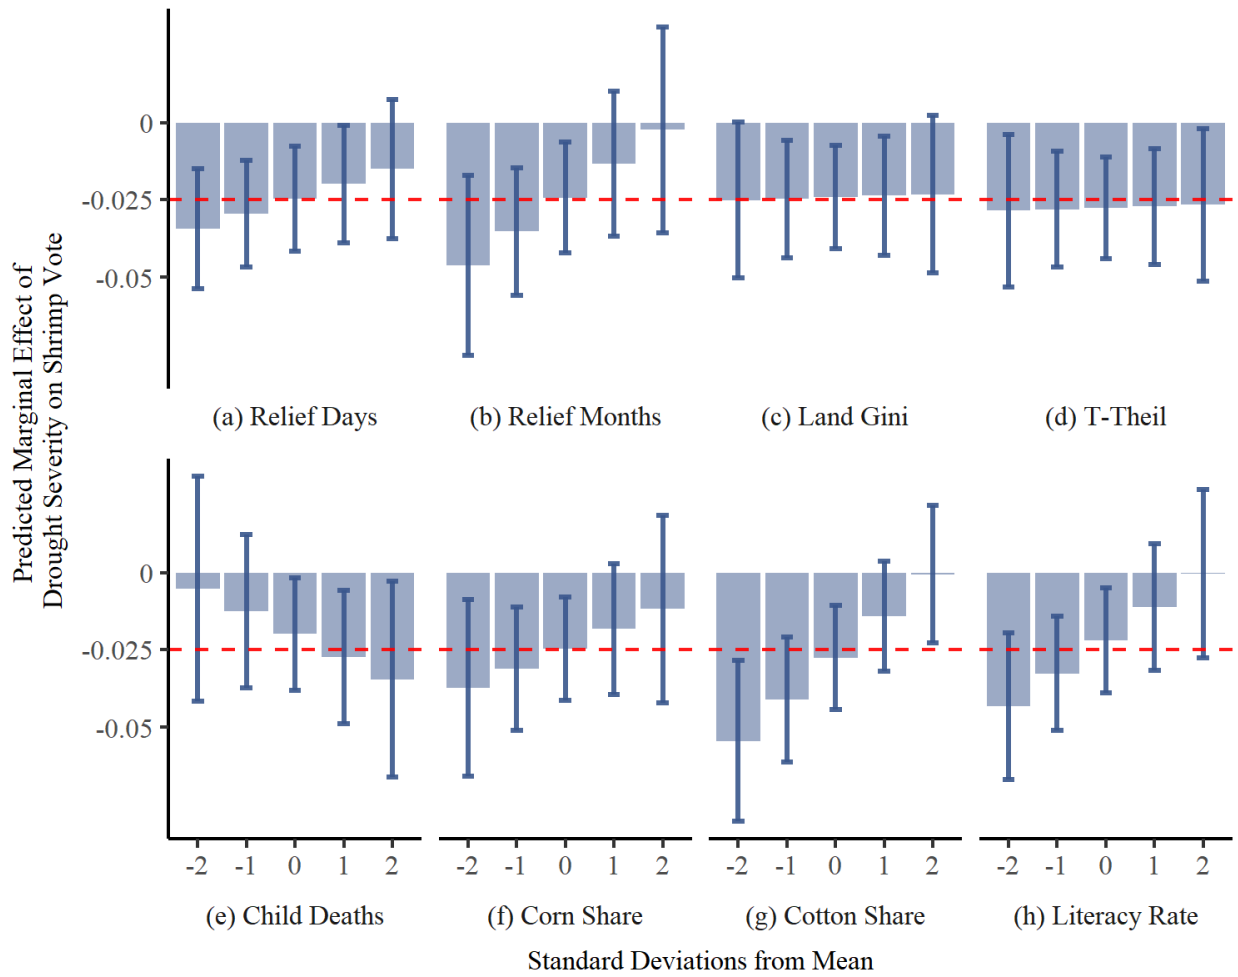 Predicted Marginal Effect of
Drought Severity on Shrimp Vote
0
-0.025
-0.05
(a) Relief Days
(b) Relief Months
(c) Land Gini
(d) T-Theil
0
-0.025
-0.05
-2 -1 0 1 2
-2 -1 0 1 2
-2 -1 0 1 2
-2 -1 0 1 2
(e) Child Deaths
(f) Corn Share
(g) Cotton Share
(h) Literacy Rate
Standard Deviations from Mean